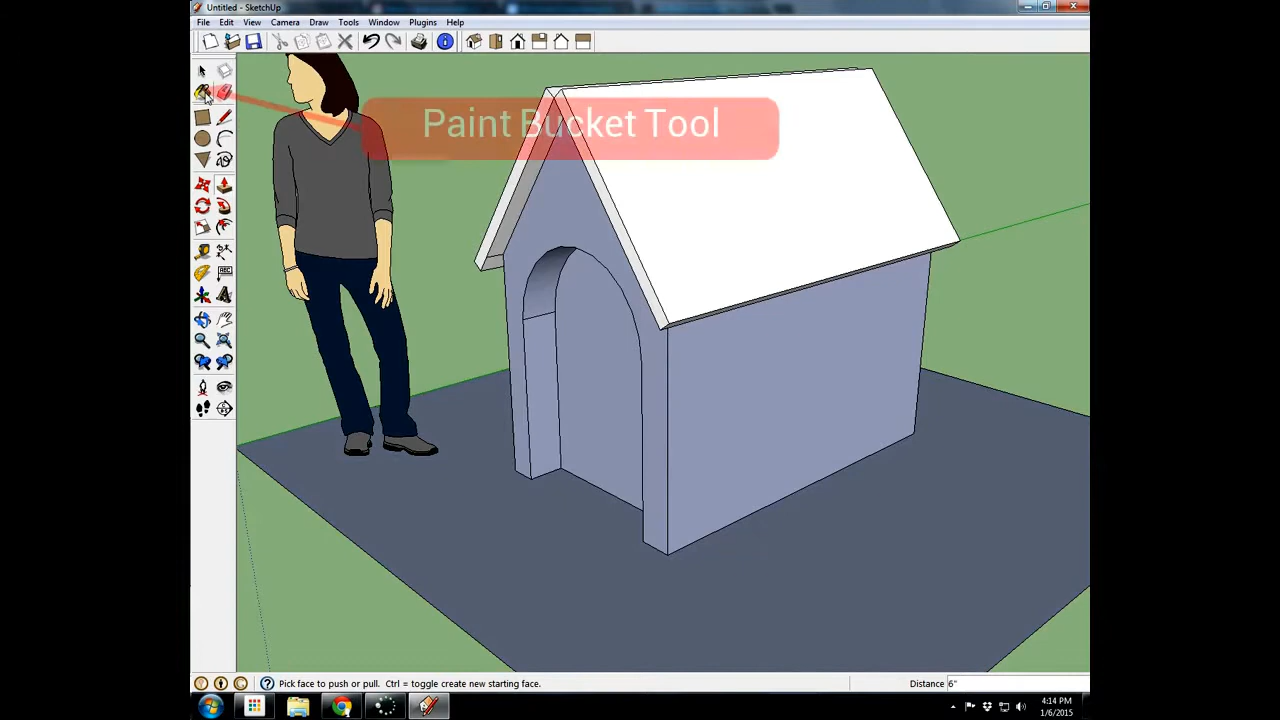 Untitled - SketchUp
File Edit View Camera Draw Tools Window Plugins Help
Paint Bucket Tool
Pick face to push or pull. Ctrl = toggle create new starting face.
Distance 6"
4:14 PM
1/6/2015